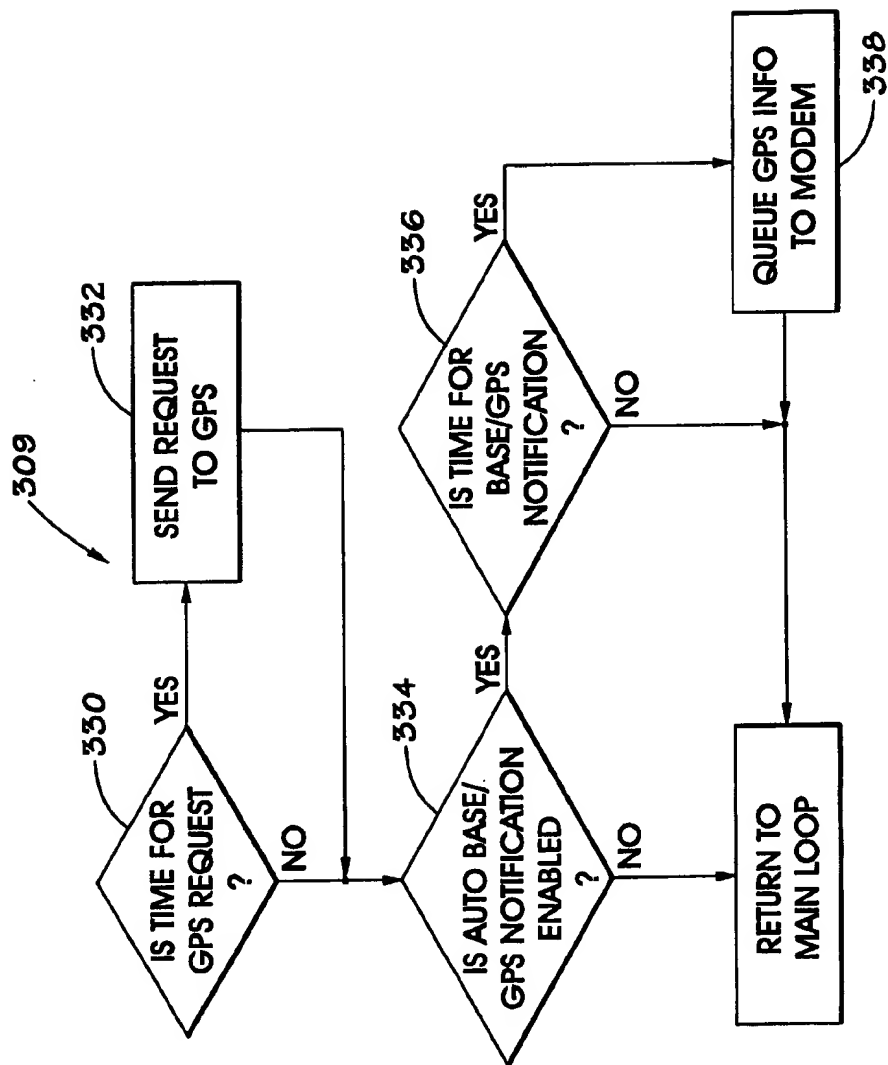 309
330
IS TIME FOR
GPS REQUEST
?
YES
NO
332
SEND REQUEST
TO GPS
334
IS AUTO BASE/
GPS NOTIFICATION
ENABLED
?
YES
NO
336
IS TIME FOR
BASE/GPS
NOTIFICATION
?
YES
NO
RETURN TO
MAIN LOOP
QUEUE GPS INFO
TO MODEM
338